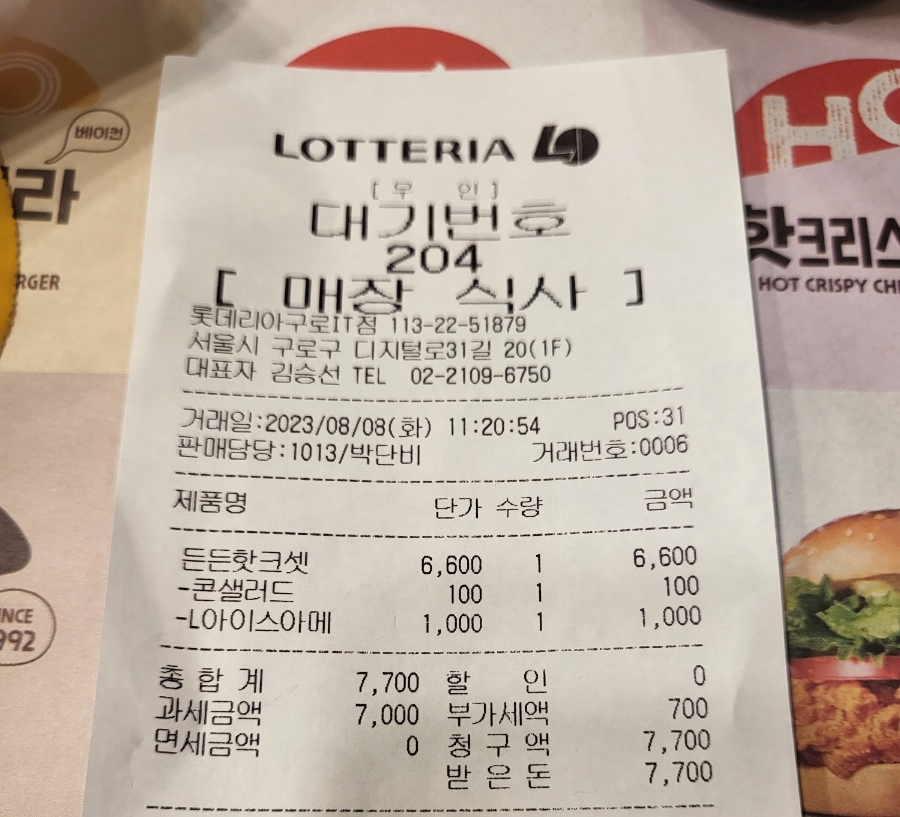 베이컨
라
RGER
INCE
992
LOTTERIA
[무 인]
대기번호
204
[ 매장 식사 ]
롯데리아구로IT점 113-22-51879
서울시 구로구 디지털로31길 20(1F)
대표자 김승선 TEL 02-2109-6750
거래일:2023/08/08(화) 11:20:54 POS:31
판매담당:1013/박단비 거래번호:0006
제품명 단가 수량 금액
든든핫크셋 6,600 1 6,600
-콘샐러드 100 1 100
-L아이스아메 1,000 1 1,000
총 합 계 7,700 할 인 0
과세금액 7,000 부가세액 700
면세금액 0 청 구 액 7,700
받 은 돈 7,700
HO
핫크리스
HOT CRISPY CHI